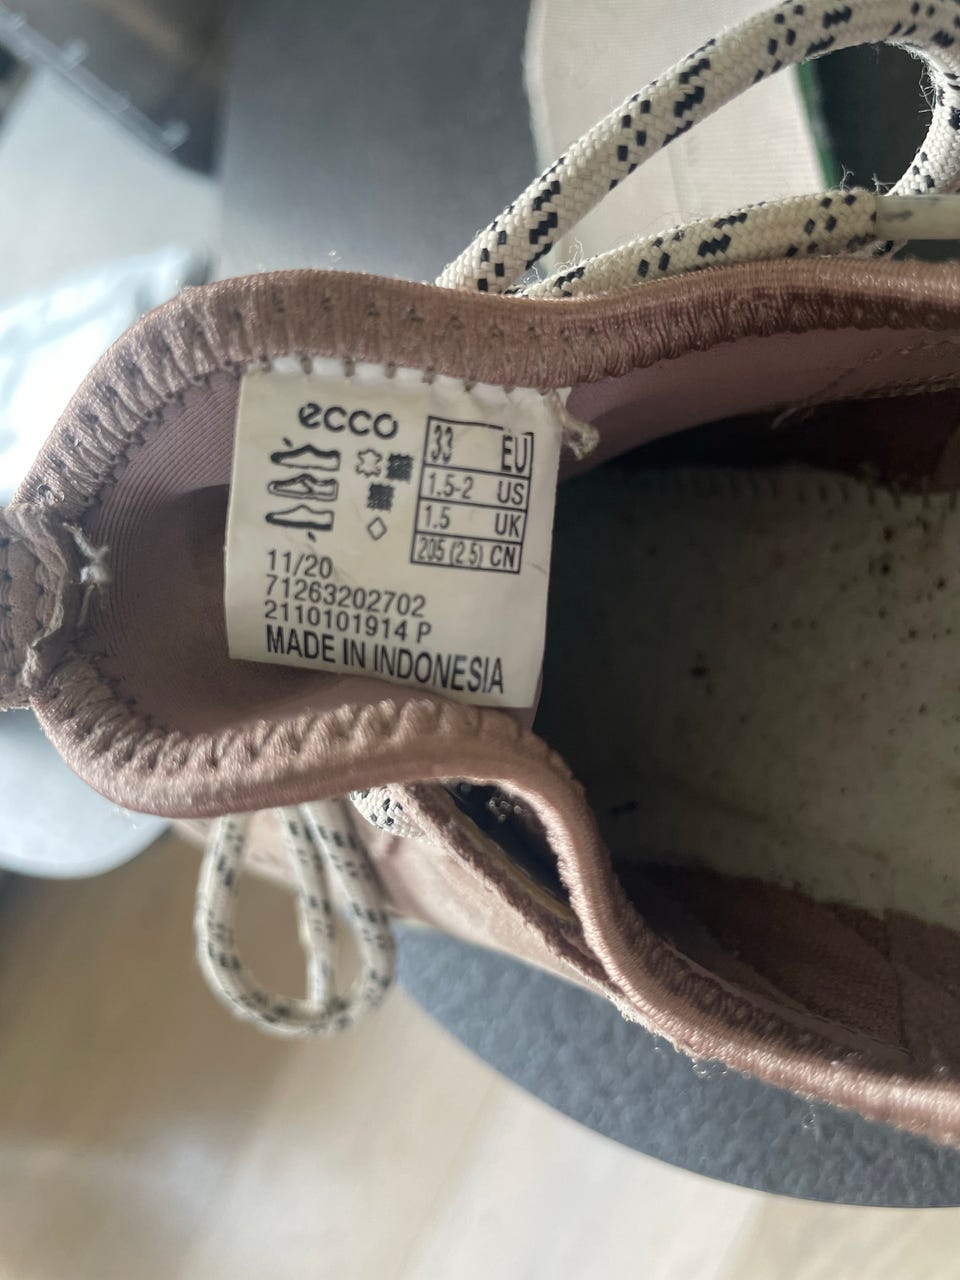 ecco
33 EU
1.5-2 US
1.5 UK
205 (2.5) CN
11/20
71263202702
2110101914 P
MADE IN INDONESIA